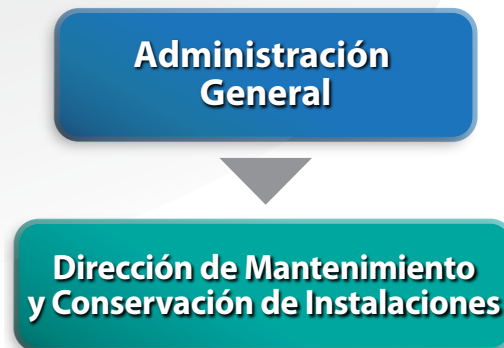 Administración
General
Dirección de Mantenimiento
y Conservación de Instalaciones